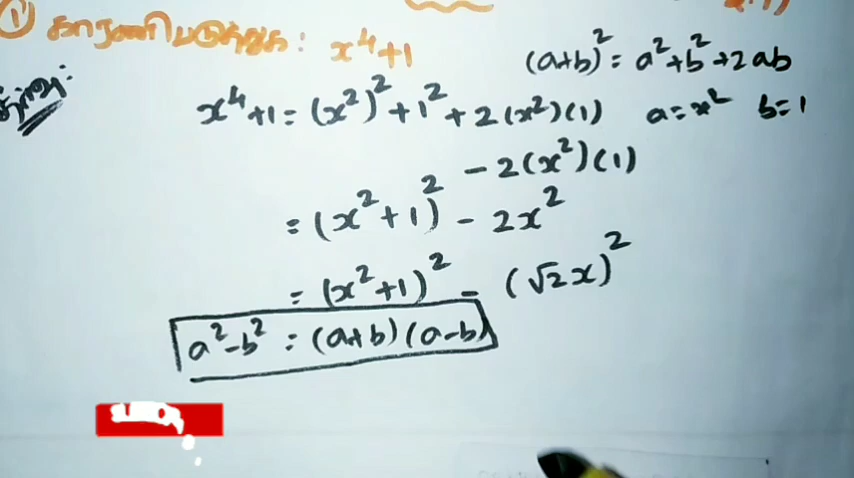 ① காரணிபடுத்துக: x⁴+1
(a+b)² = a²+b²+2ab
தீர்வு:
x⁴+1 = (x²)²+1²+2(x²)(1) a=x² b=1
-2(x²)(1)
= (x²+1)² - 2x²
= (x²+1)² - (√2x)²
a²-b² = (a+b)(a-b)